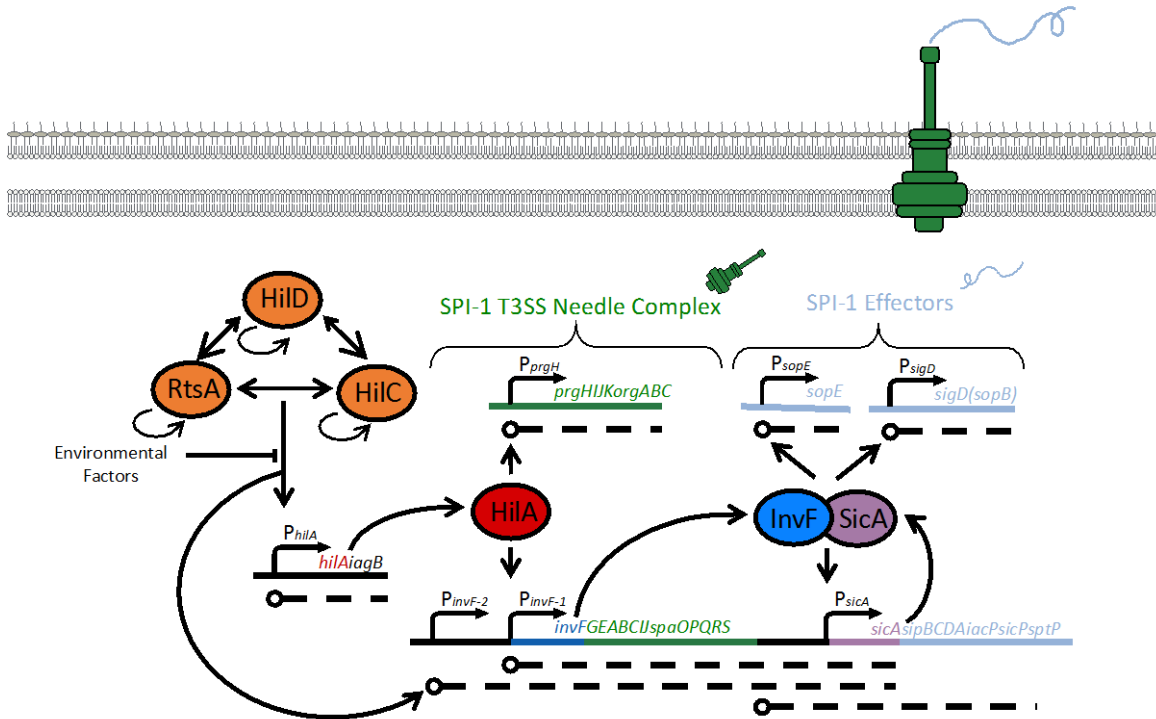 HilD
SPI-1 T3SS Needle Complex
SPI-1 Effectors
RtsA
HilC
PprgH
prgHIJKorgABC
PsopE
sopE
PsigD
sigD(sopB)
Environmental
Factors
HilA
InvF
SicA
PhilA
hilAiagB
PinvF-2
PinvF-1
invFGEABCIJspaOPQRS
PsicA
sicAsipBCDAiacPsicPsptP